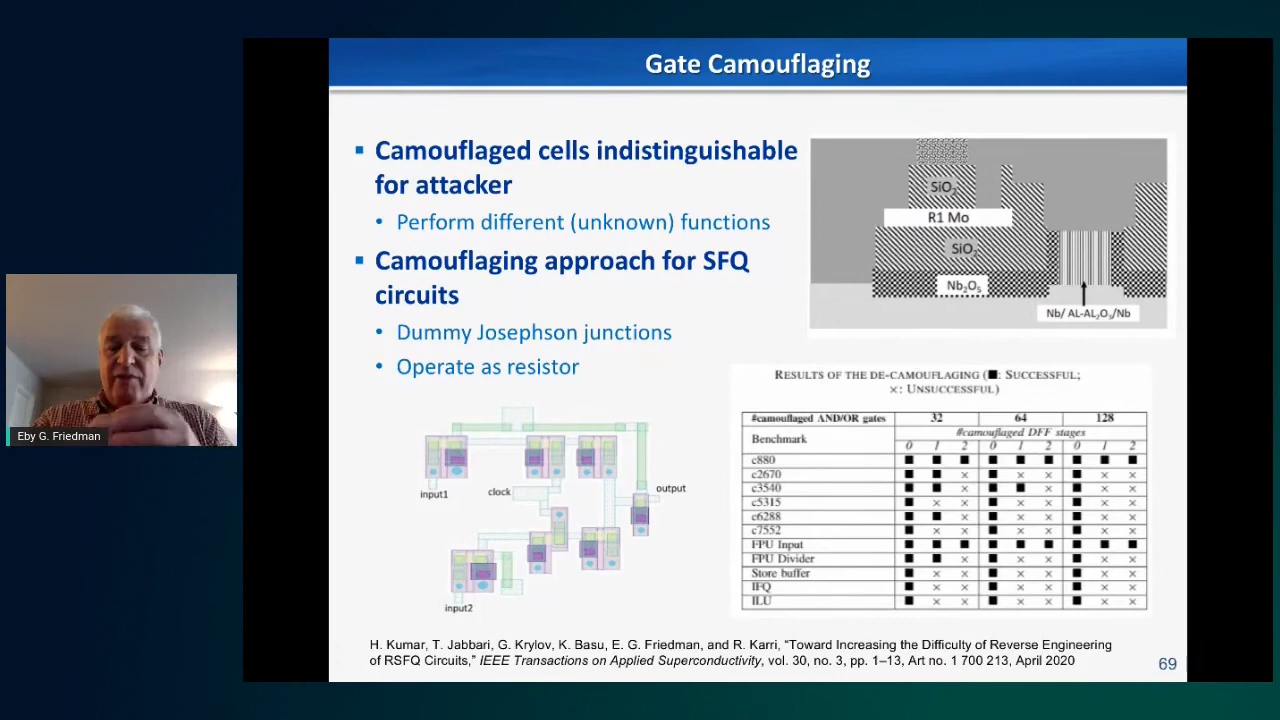 Gate Camouflaging
▪ Camouflaged cells indistinguishable
for attacker
• Perform different (unknown) functions
▪ Camouflaging approach for SFQ
circuits
• Dummy Josephson junctions
• Operate as resistor
SiO2
R1 Mo
SiO2
Nb2O5
Nb/ AL-AL2O3/Nb
input1
clock
output
input2
RESULTS OF THE DE-CAMOUFLAGING (■: SUCCESSFUL;
×: UNSUCCESSFUL)
#camouflaged AND/OR gates 32 64 128
Benchmark #camouflaged DFF stages
0 1 2 0 1 2 0 1 2
c880 ■ ■ ■ ■ ■ ■ ■ ■ ■
c2670 ■ ■ × ■ × × ■ × ×
c3540 ■ ■ × ■ ■ × ■ × ×
c5315 ■ × × ■ × × ■ × ×
c6288 ■ ■ × ■ × × ■ × ×
c7552 ■ × × ■ × × ■ × ×
FPU Input ■ ■ ■ ■ ■ ■ ■ ■ ■
FPU Divider ■ ■ × ■ × × ■ × ×
Store buffer ■ × × ■ × × ■ × ×
IFQ ■ × × ■ × × ■ × ×
ILU ■ × × ■ × × ■ × ×
H. Kumar, T. Jabbari, G. Krylov, K. Basu, E. G. Friedman, and R. Karri, “Toward Increasing the Difficulty of Reverse Engineering
of RSFQ Circuits,” IEEE Transactions on Applied Superconductivity, vol. 30, no. 3, pp. 1–13, Art no. 1 700 213, April 2020
69
Eby G. Friedman